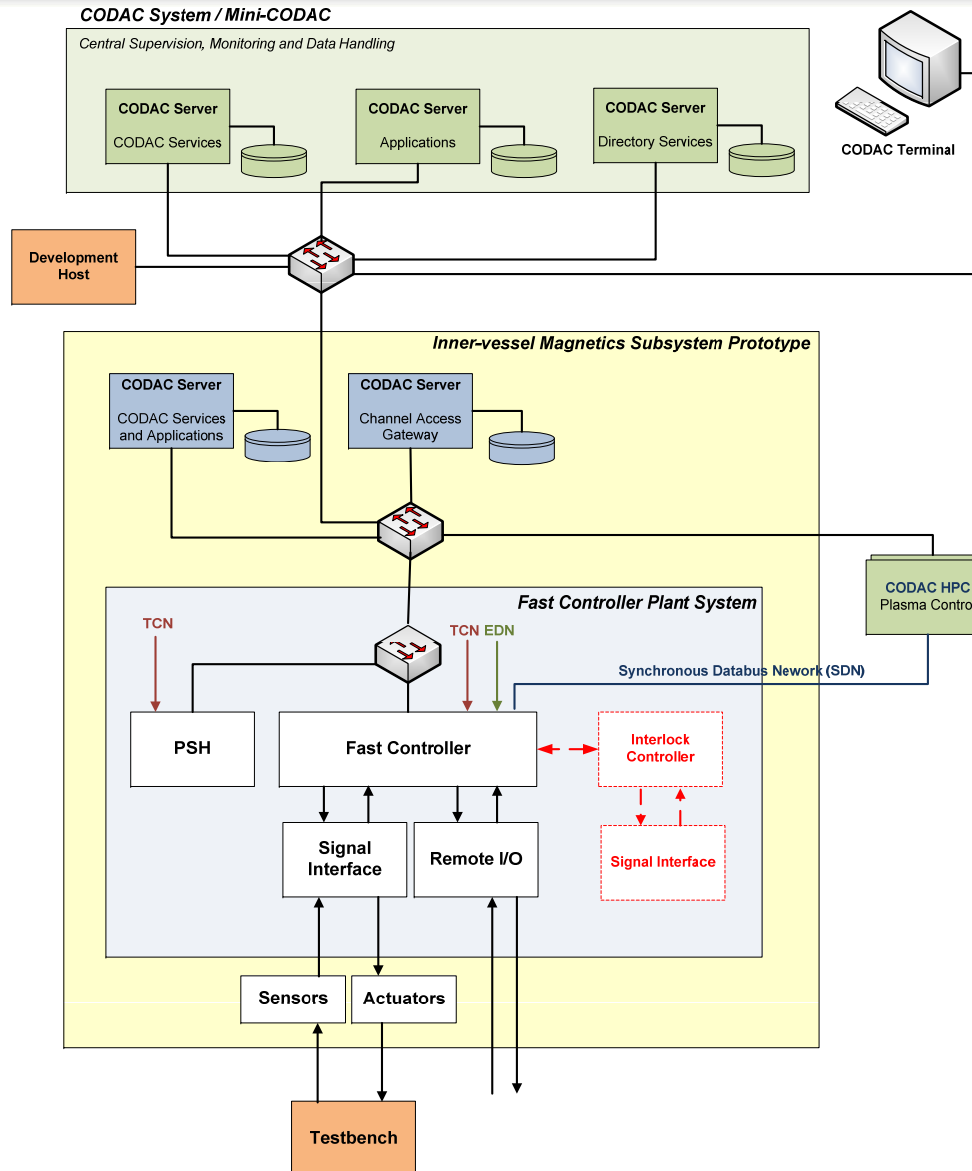 CODAC System / Mini-CODAC
Central Supervision, Monitoring and Data Handling
CODAC Server
CODAC Services
CODAC Server
Applications
CODAC Server
Directory Services
CODAC Terminal
Development
Host
Inner-vessel Magnetics Subsystem Prototype
CODAC Server
CODAC Services
and Applications
CODAC Server
Channel Access
Gateway
CODAC HPC
Plasma Contro
Fast Controller Plant System
TCN
TCN
EDN
Synchronous Databus Nework (SDN)
PSH
Fast Controller
Interlock
Controller
Signal
Interface
Remote I/O
Signal Interface
Sensors
Actuators
Testbench